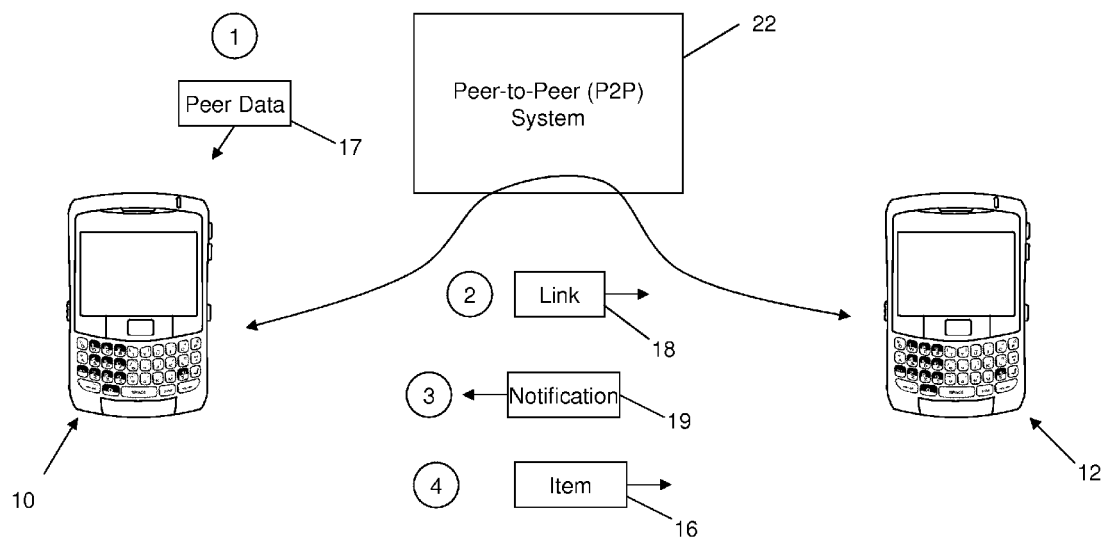 1
22
Peer-to-Peer (P2P)
System
Peer Data
17
2
Link
18
3
Notification
19
10
12
4
Item
16